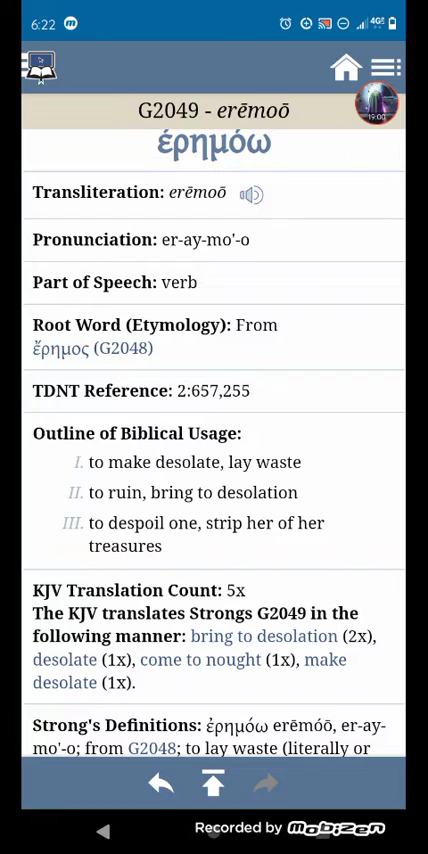 6:22
4GE
G2049 - erēmoō
19:00
ἐρημόω
Transliteration: erēmoō
Pronunciation: er-ay-mo'-o
Part of Speech: verb
Root Word (Etymology): From
ἔρημος (G2048)
TDNT Reference: 2:657,255
Outline of Biblical Usage:
I. to make desolate, lay waste
II. to ruin, bring to desolation
III. to despoil one, strip her of her
treasures
KJV Translation Count: 5x
The KJV translates Strongs G2049 in the
following manner: bring to desolation (2x),
desolate (1x), come to nought (1x), make
desolate (1x).
Strong's Definitions: ἐρημόω erēmóō, er-ay-
mo'-o; from G2048; to lay waste (literally or
Recorded by Mobizen